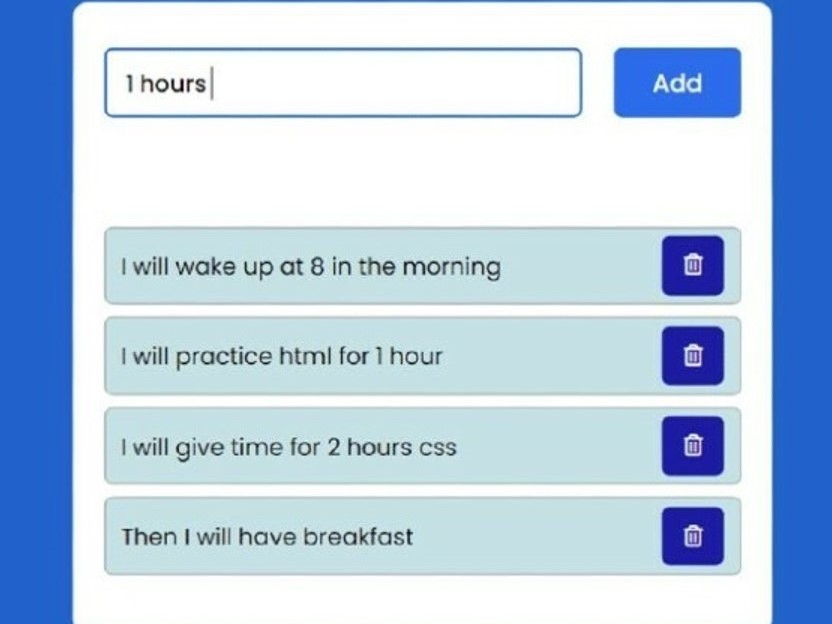 1 hours
Add
I will wake up at 8 in the morning
I will practice html for 1 hour
I will give time for 2 hours css
Then I will have breakfast